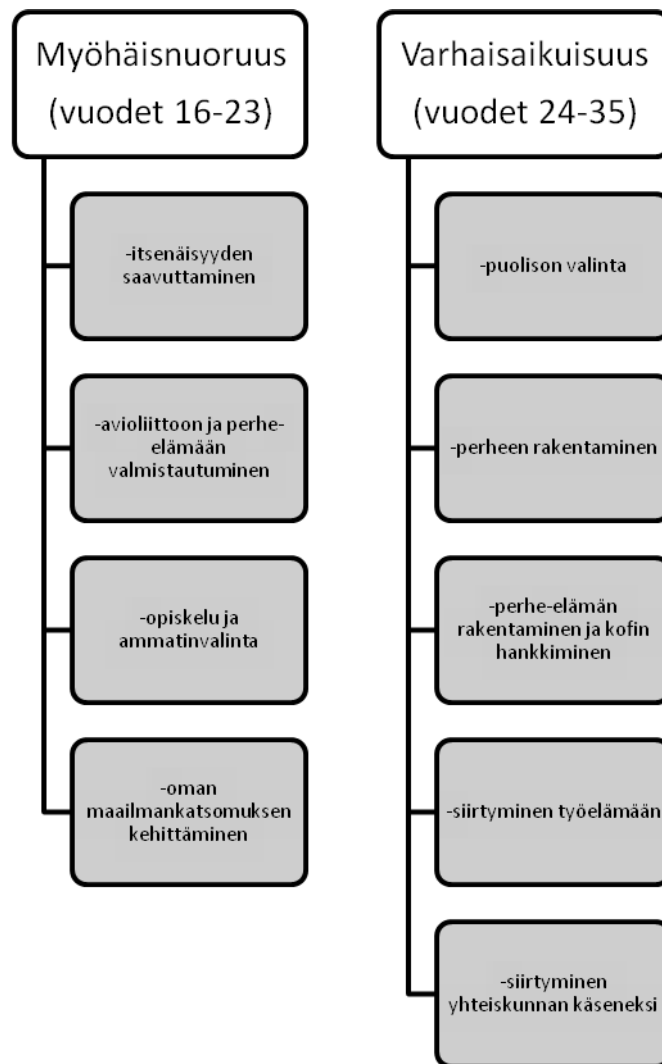 Myöhäisnuoruus
(vuodet 16-23)
-itsenäisyyden
saavuttaminen
-avioliittoon ja perhe-
elämään
valmistautuminen
-opiskelu ja
ammatinvalinta
-oman
maailmankatsomuksen
kehittäminen
Varhaisaikuisuus
(vuodet 24-35)
-puolison valinta
-perheen rakentaminen
-perhe-elämän
rakentaminen ja kofin
hankkiminen
-siirtyminen työelämään
-siirtyminen
yhteiskunnan käseneksi